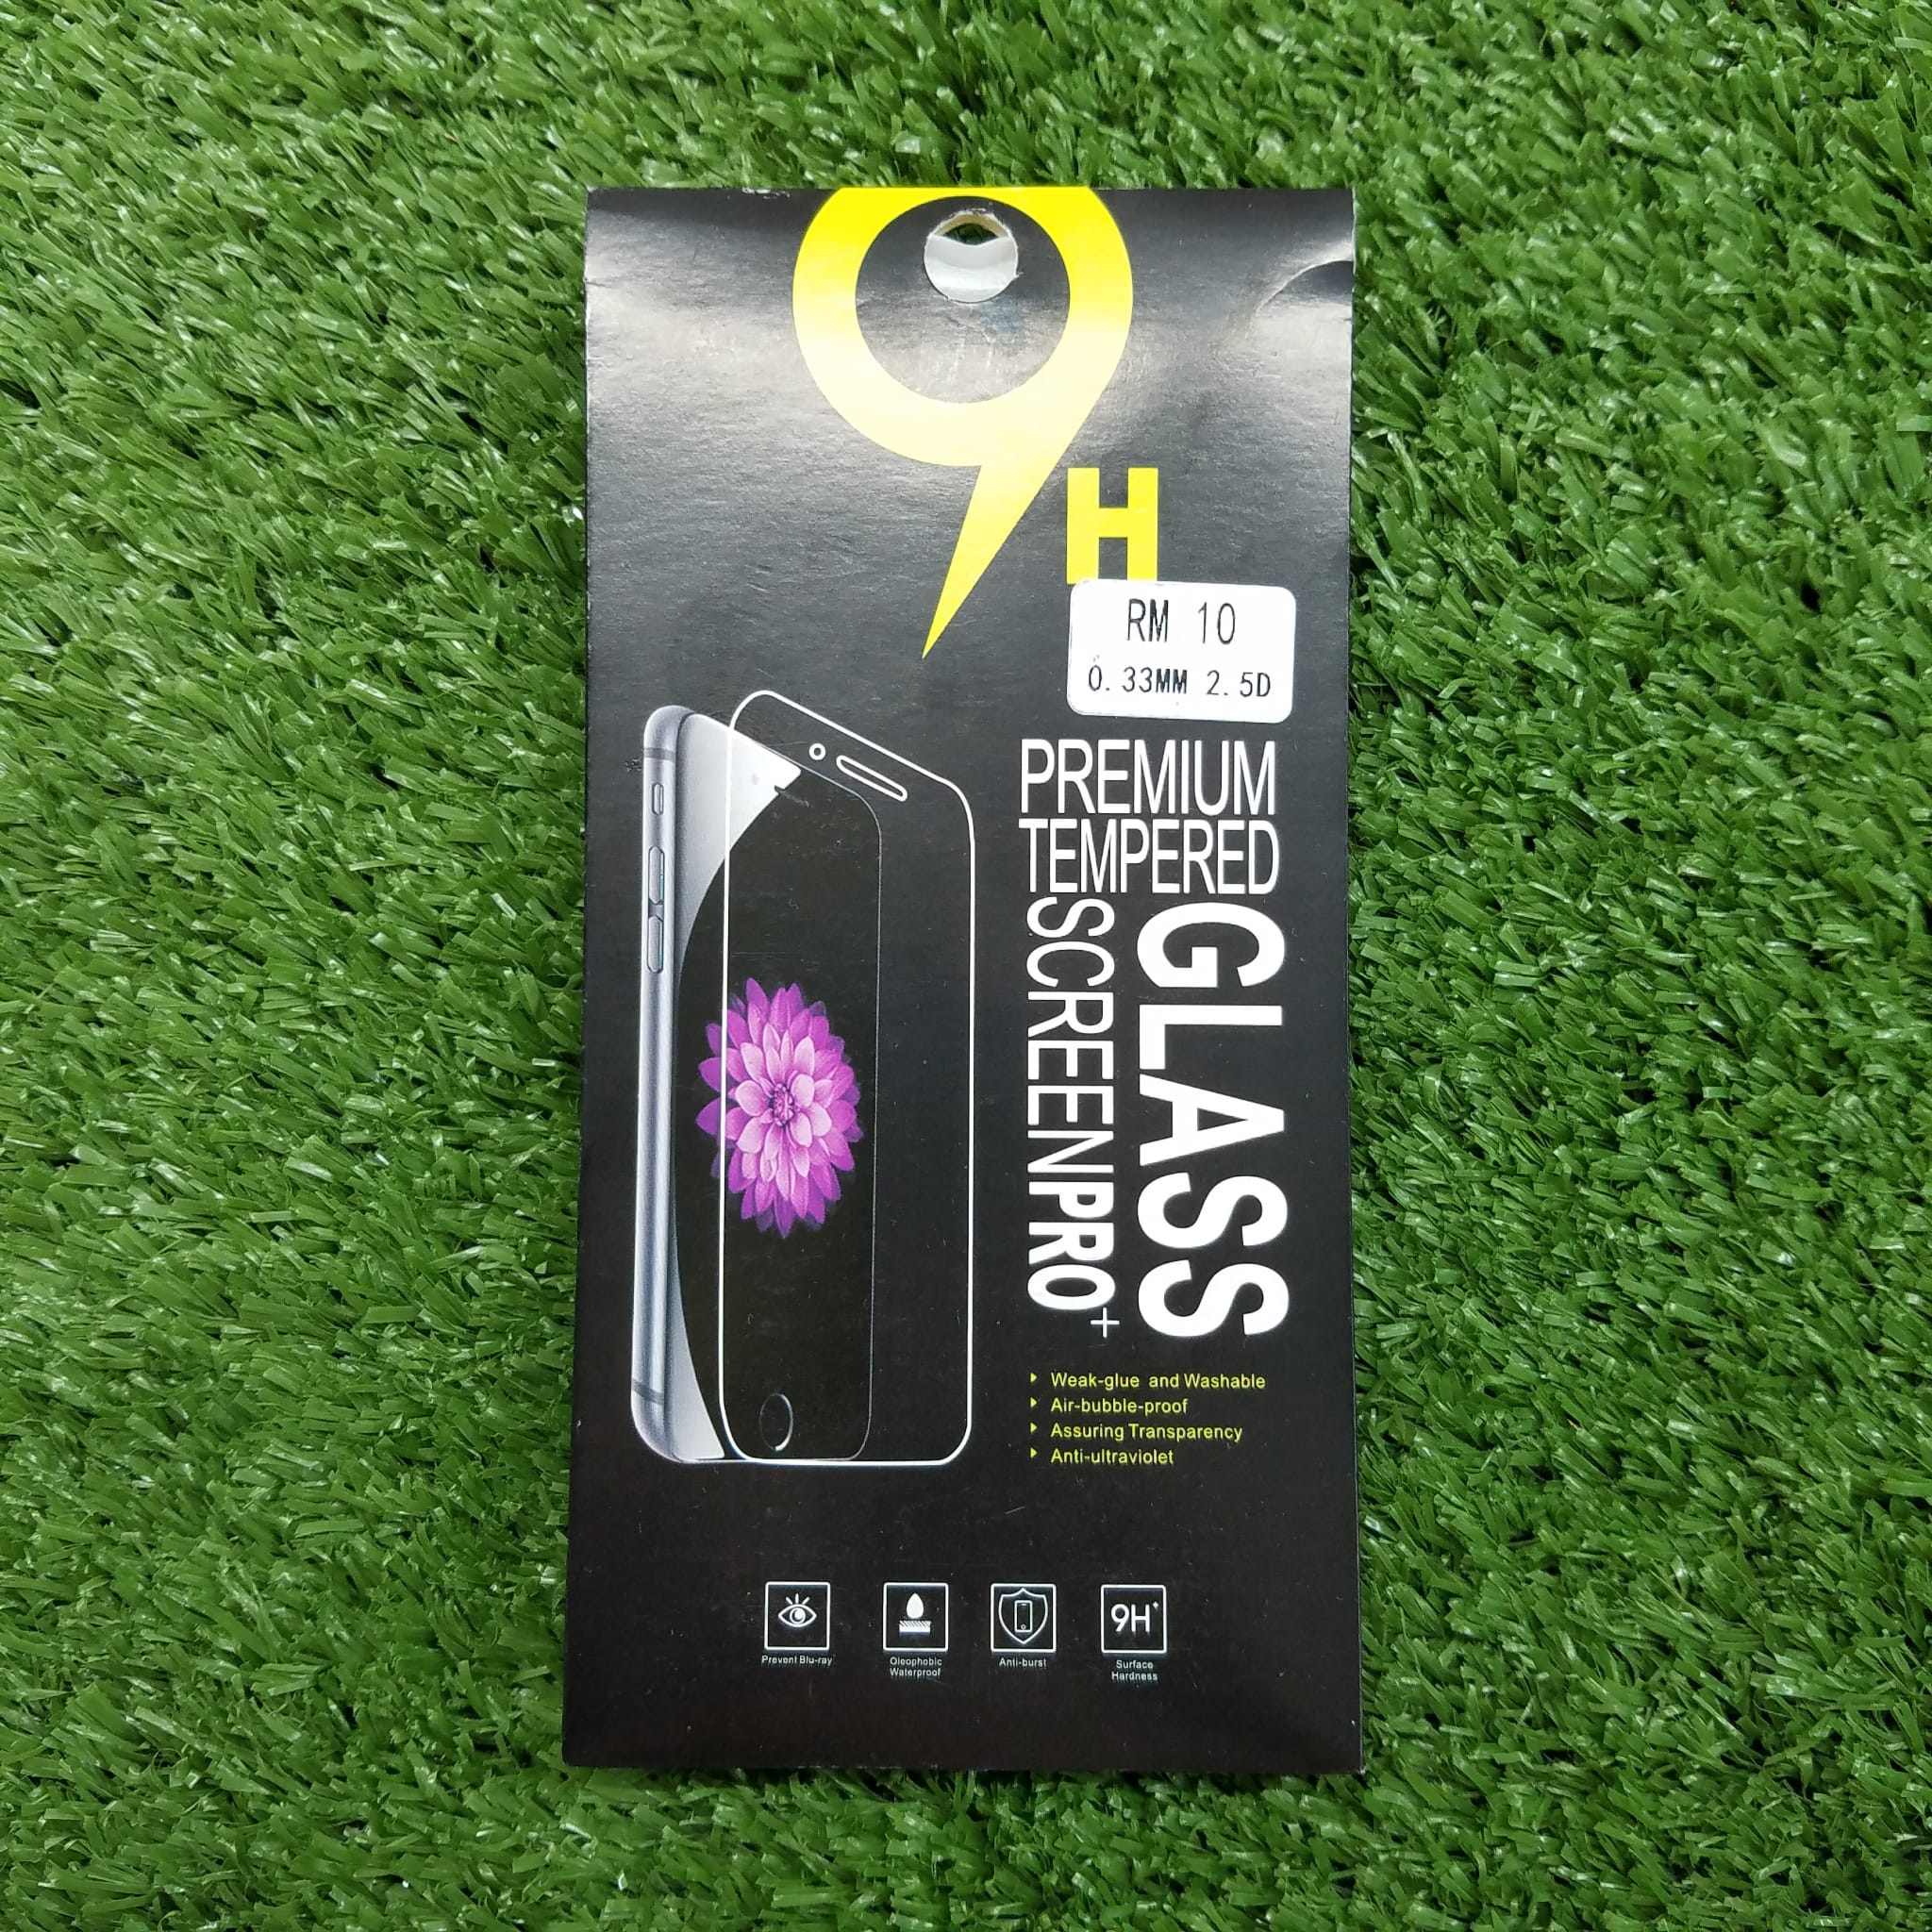 9H
RM 10
0.33MM 2.5D
PREMIUM
TEMPERED
GLASS
SCREENPRO+
Weak-glue and Washable
Air-bubble-proof
Assuring Transparency
Anti-ultraviolet
9H+
Prevent Blu-ray
Oleophobic
Waterproof
Anti-burst
Surface
Hardness